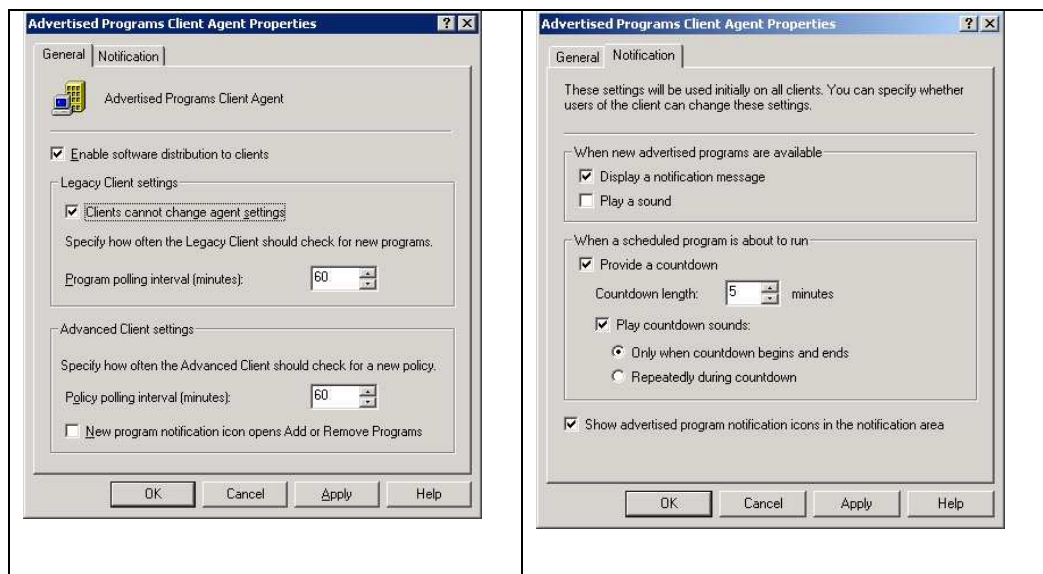 Advertised Programs Client Agent Properties
General Notification
Advertised Programs Client Agent
Enable software distribution to clients
Legacy Client settings
Clients cannot change agent settings
Specify how often the Legacy Client should check for new programs.
Program polling interval (minutes): 60
Advanced Client settings
Specify how often the Advanced Client should check for a new policy.
Policy polling interval (minutes): 60
New program notification icon opens Add or Remove Programs
OK Cancel Apply Help
Advertised Programs Client Agent Properties
General Notification
These settings will be used initially on all clients. You can specify whether
users of the client can change these settings.
When new advertised programs are available
Display a notification message
Play a sound
When a scheduled program is about to run
Provide a countdown
Countdown length: 5 minutes
Play countdown sounds:
Only when countdown begins and ends
Repeatedly during countdown
Show advertised program notification icons in the notification area
OK Cancel Apply Help